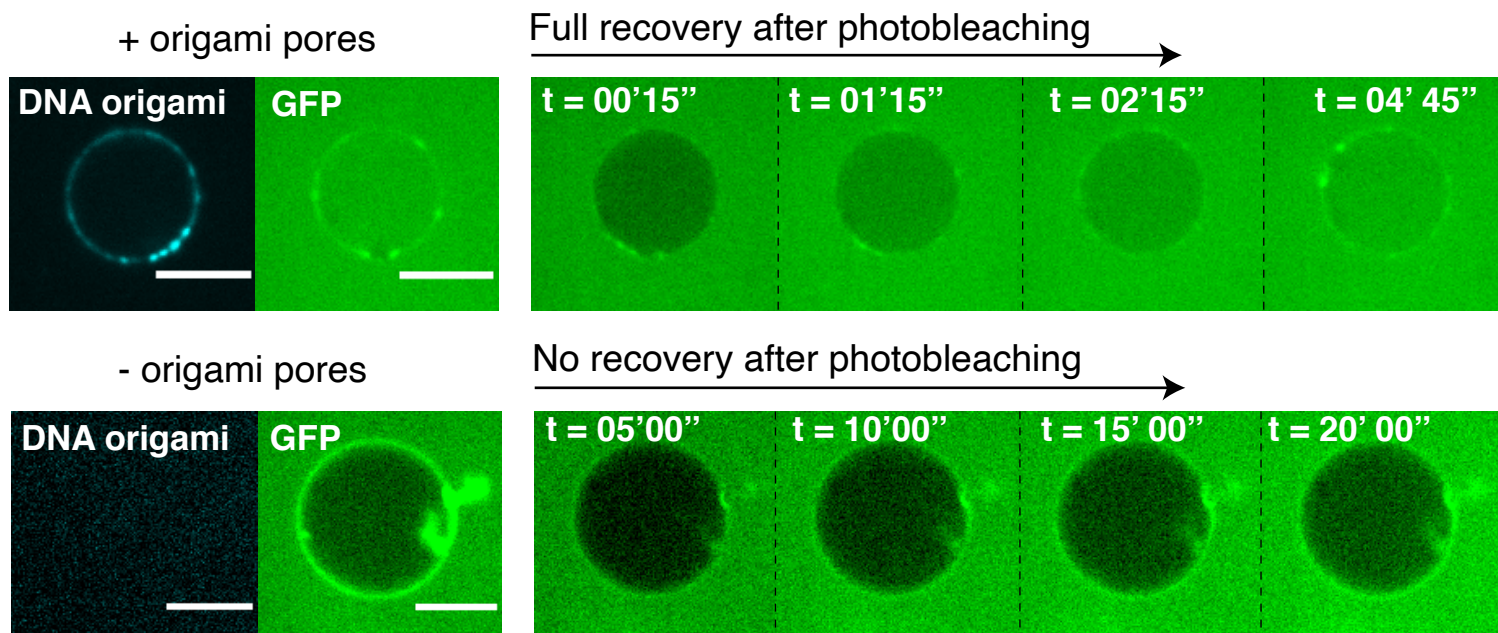 + origami pores
Full recovery after photobleaching
DNA origami
GFP
t = 00’15”
t = 01’15”
t = 02’15”
t = 04’ 45”
- origami pores
No recovery after photobleaching
DNA origami
GFP
t = 05’00”
t = 10’00”
t = 15’ 00”
t = 20’ 00”